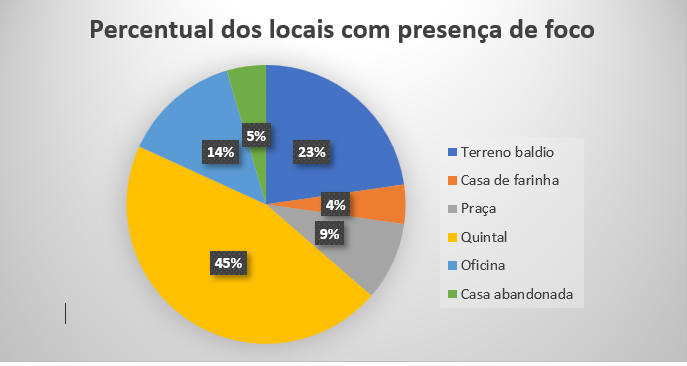 Percentual dos locais com presença de foco
5%
14%
23%
4%
9%
45%
Terreno baldio
Casa de farinha
Praça
Quintal
Oficina
Casa abandonada